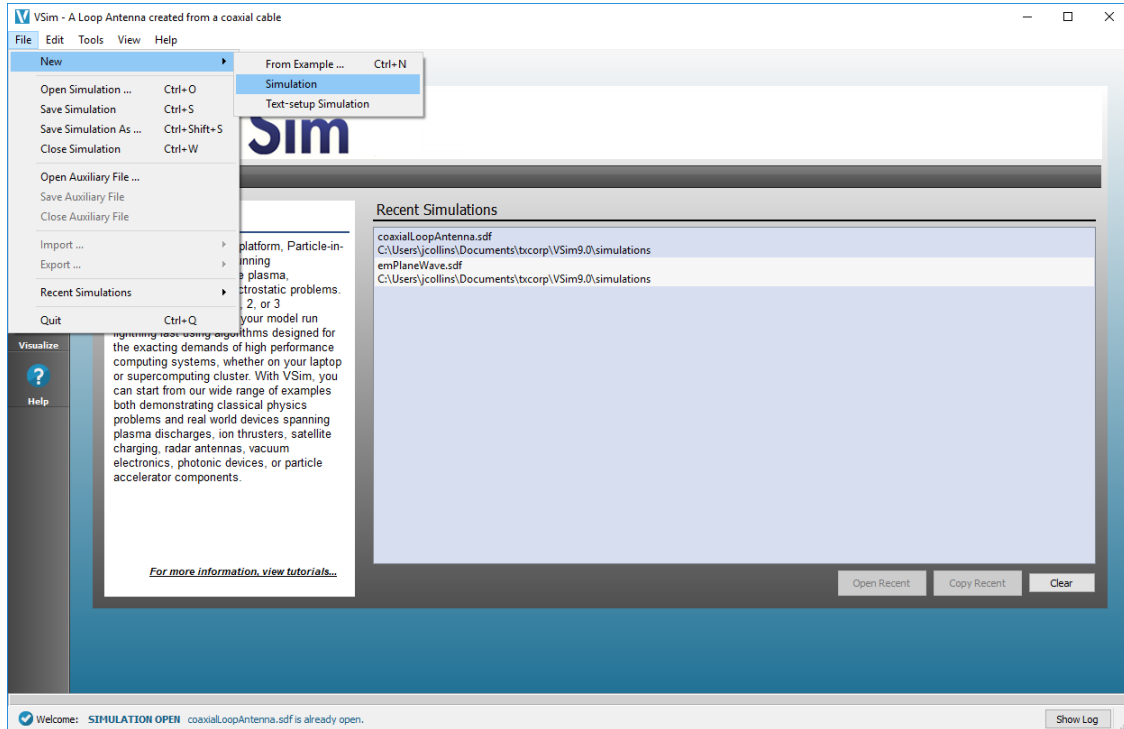 VSim - A Loop Antenna created from a coaxial cable
File Edit Tools View Help
New
Open Simulation ... Ctrl+O
Save Simulation Ctrl+S
Save Simulation As ... Ctrl+Shift+S
Close Simulation Ctrl+W
Open Auxiliary File ...
Save Auxiliary File
Close Auxiliary File
Import ...
Export ...
Recent Simulations
Quit Ctrl+Q
From Example ... Ctrl+N
Simulation
Text-setup Simulation
Sim
Visualize
Help
platform, Particle-in-
plasma,
ctrostatic problems.
, 2, or 3
your model run
lightning fast using algorithms designed for
the exacting demands of high performance
computing systems, whether on your laptop
or supercomputing cluster. With VSim, you
can start from our wide range of examples
both demonstrating classical physics
problems and real world devices spanning
plasma discharges, ion thrusters, satellite
charging, radar antennas, vacuum
electronics, photonic devices, or particle
accelerator components.
For more information, view tutorials...
Recent Simulations
coaxialLoopAntenna.sdf
C:\Users\jcollins\Documents\txcorp\VSim9.0\simulations
emPlaneWave.sdf
C:\Users\jcollins\Documents\txcorp\VSim9.0\simulations
Open Recent Copy Recent Clear
Welcome: SIMULATION OPEN coaxialLoopAntenna.sdf is already open.
Show Log